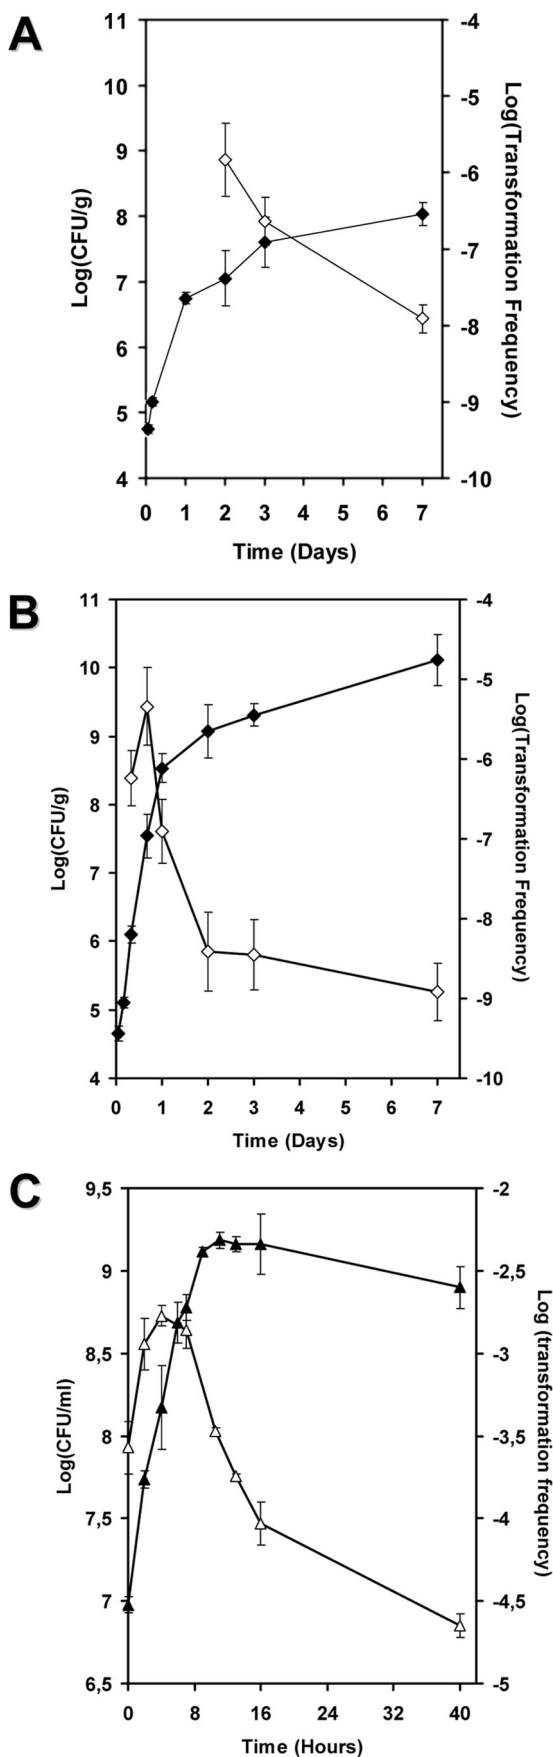 A
11
10
9
8
7
6
5
4
Log(CFU/g)
-4
-5
-6
-7
-8
-9
-10
Log(Transformation Frequency)
0 1 2 3 4 5 6 7
Time (Days)
B
11
10
9
8
7
6
5
4
Log(CFU/g)
-4
-5
-6
-7
-8
-9
-10
Log(Transformation Frequency)
0 1 2 3 4 5 6 7
Time (Days)
C
9,5
9
8,5
8
7,5
7
6,5
Log(CFU/ml)
-2
-2,5
-3
-3,5
-4
-4,5
-5
Log (transformation frequency)
0 8 16 24 32 40
Time (Hours)